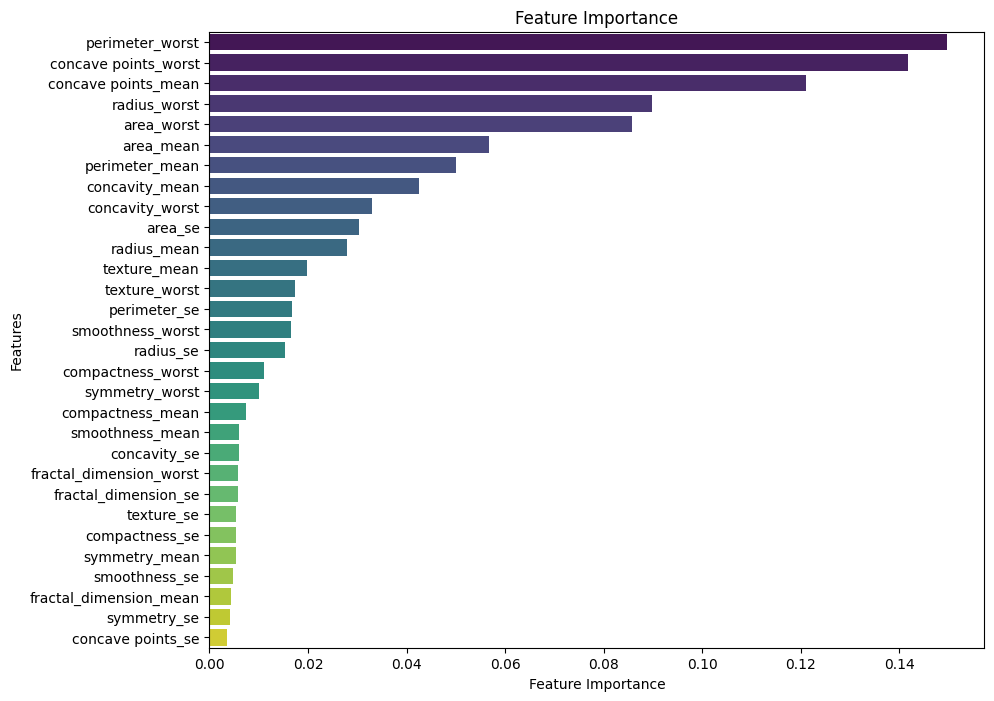 Feature Importance
perimeter_worst
concave points_worst
concave points_mean
radius_worst
area_worst
area_mean
perimeter_mean
concavity_mean
concavity_worst
area_se
radius_mean
texture_mean
texture_worst
perimeter_se
smoothness_worst
radius_se
compactness_worst
symmetry_worst
compactness_mean
smoothness_mean
concavity_se
fractal_dimension_worst
fractal_dimension_se
texture_se
compactness_se
symmetry_mean
smoothness_se
fractal_dimension_mean
symmetry_se
concave points_se
Features
0.00 0.02 0.04 0.06 0.08 0.10 0.12 0.14
Feature Importance